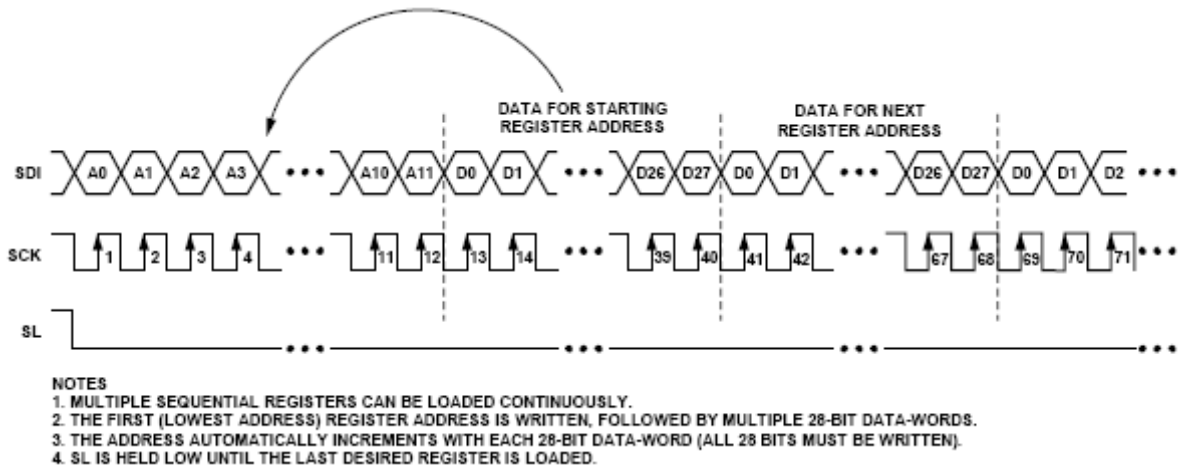 DATA FOR STARTING
REGISTER ADDRESS
DATA FOR NEXT
REGISTER ADDRESS
SDI A0 A1 A2 A3 ••• A10 A11 D0 D1 ••• D26 D27 D0 D1 ••• D26 D27 D0 D1 D2 •••
SCK 1 2 3 4 ••• 11 12 13 14 ••• 39 40 41 42 ••• 67 68 69 70 71 •••
SL ••• ••• ••• •••
NOTES
1. MULTIPLE SEQUENTIAL REGISTERS CAN BE LOADED CONTINUOUSLY.
2. THE FIRST (LOWEST ADDRESS) REGISTER ADDRESS IS WRITTEN, FOLLOWED BY MULTIPLE 28-BIT DATA-WORDS.
3. THE ADDRESS AUTOMATICALLY INCREMENTS WITH EACH 28-BIT DATA-WORD (ALL 28 BITS MUST BE WRITTEN).
4. SL IS HELD LOW UNTIL THE LAST DESIRED REGISTER IS LOADED.